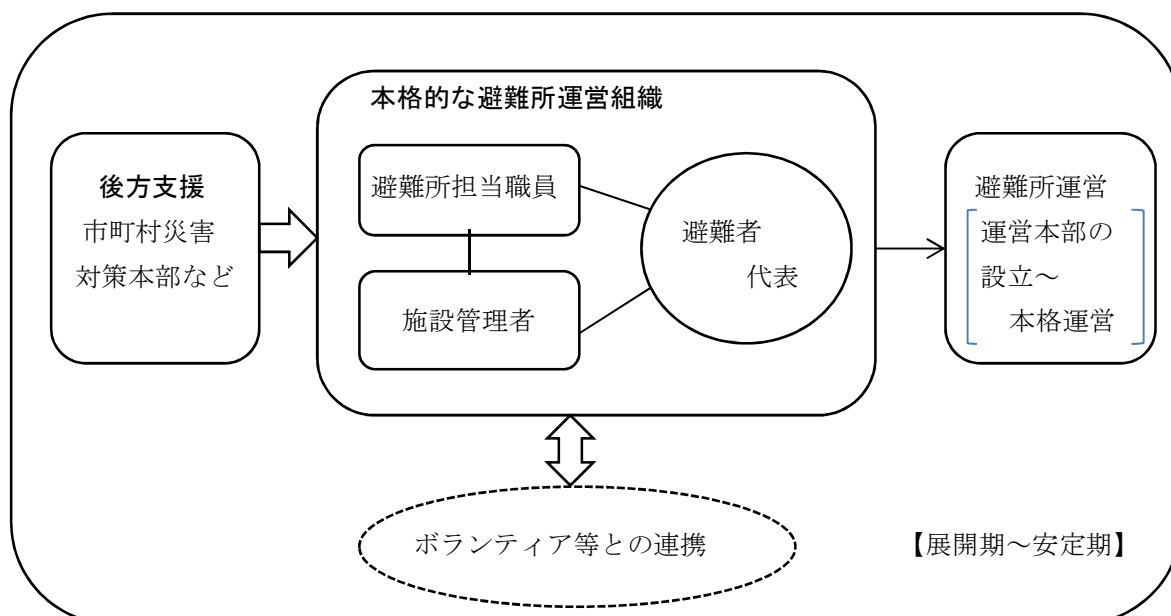 本格的な避難所運営組織
後方支援
市町村災害
対策本部など
避難所担当職員
施設管理者
避難者
代表
避難所運営
運営本部の
設立～
本格運営
ボランティア等との連携
【展開期～安定期】